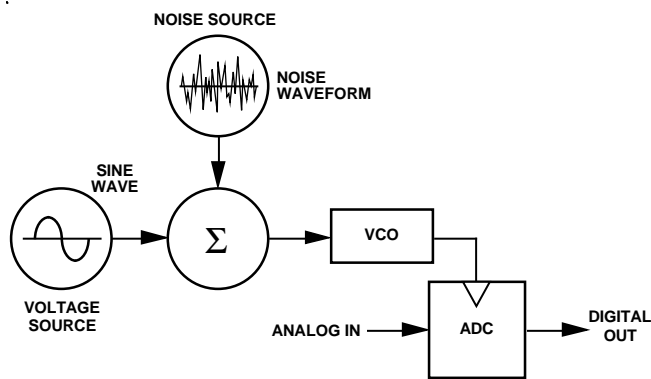 NOISE SOURCE
NOISE
WAVEFORM
SINE
WAVE
Σ
VCO
VOLTAGE
SOURCE
ANALOG IN
ADC
DIGITAL
OUT